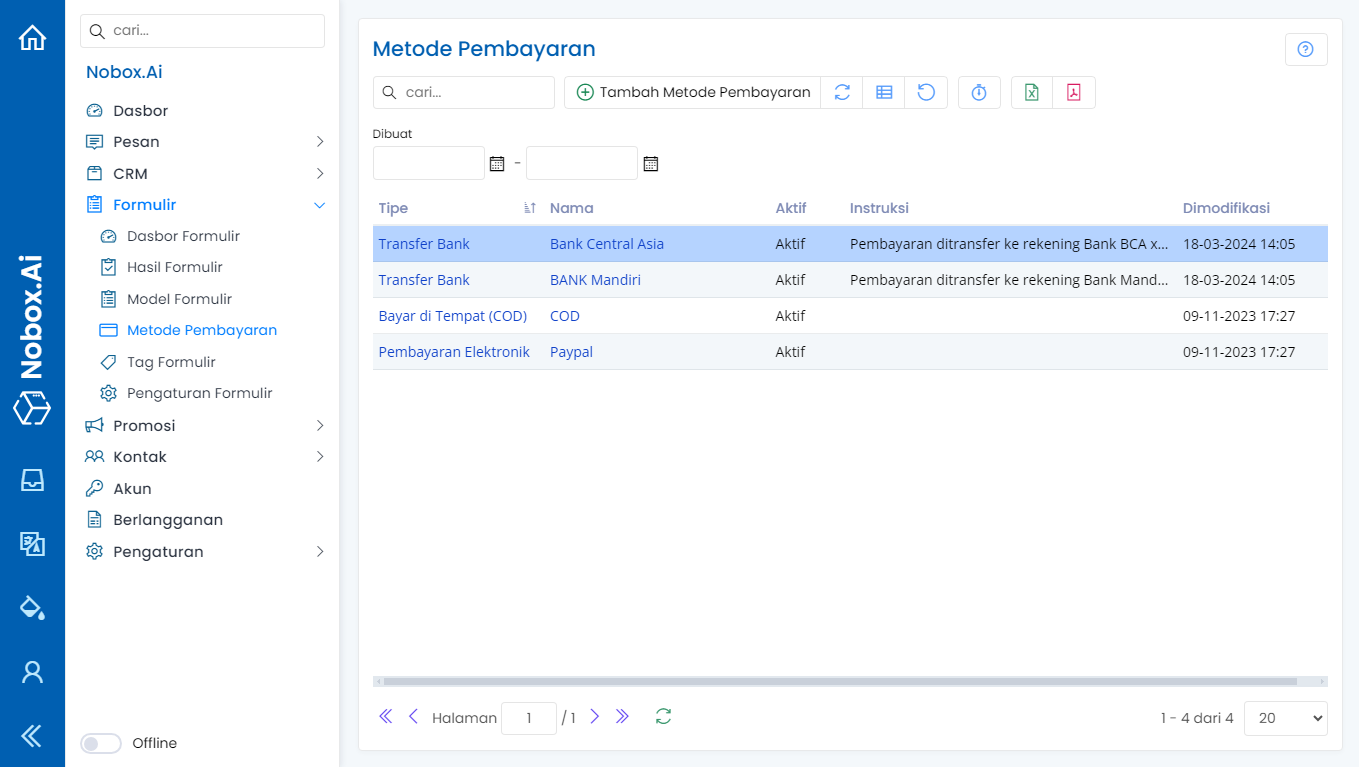 Nobox.Ai
cari...
Nobox.Ai
Dasbor
Pesan
CRM
Formulir
Dasbor Formulir
Hasil Formulir
Model Formulir
Metode Pembayaran
Tag Formulir
Pengaturan Formulir
Promosi
Kontak
Akun
Berlangganan
Pengaturan
Offline
Metode Pembayaran
cari... Tambah Metode Pembayaran
Dibuat
-
Tipe Nama Aktif Instruksi Dimodifikasi
Transfer Bank Bank Central Asia Aktif Pembayaran ditransfer ke rekening Bank BCA x... 18-03-2024 14:05
Transfer Bank BANK Mandiri Aktif Pembayaran ditransfer ke rekening Bank Mand... 18-03-2024 14:05
Bayar di Tempat (COD) COD Aktif 09-11-2023 17:27
Pembayaran Elektronik Paypal Aktif 09-11-2023 17:27
Halaman 1 / 1 1 - 4 dari 4 20